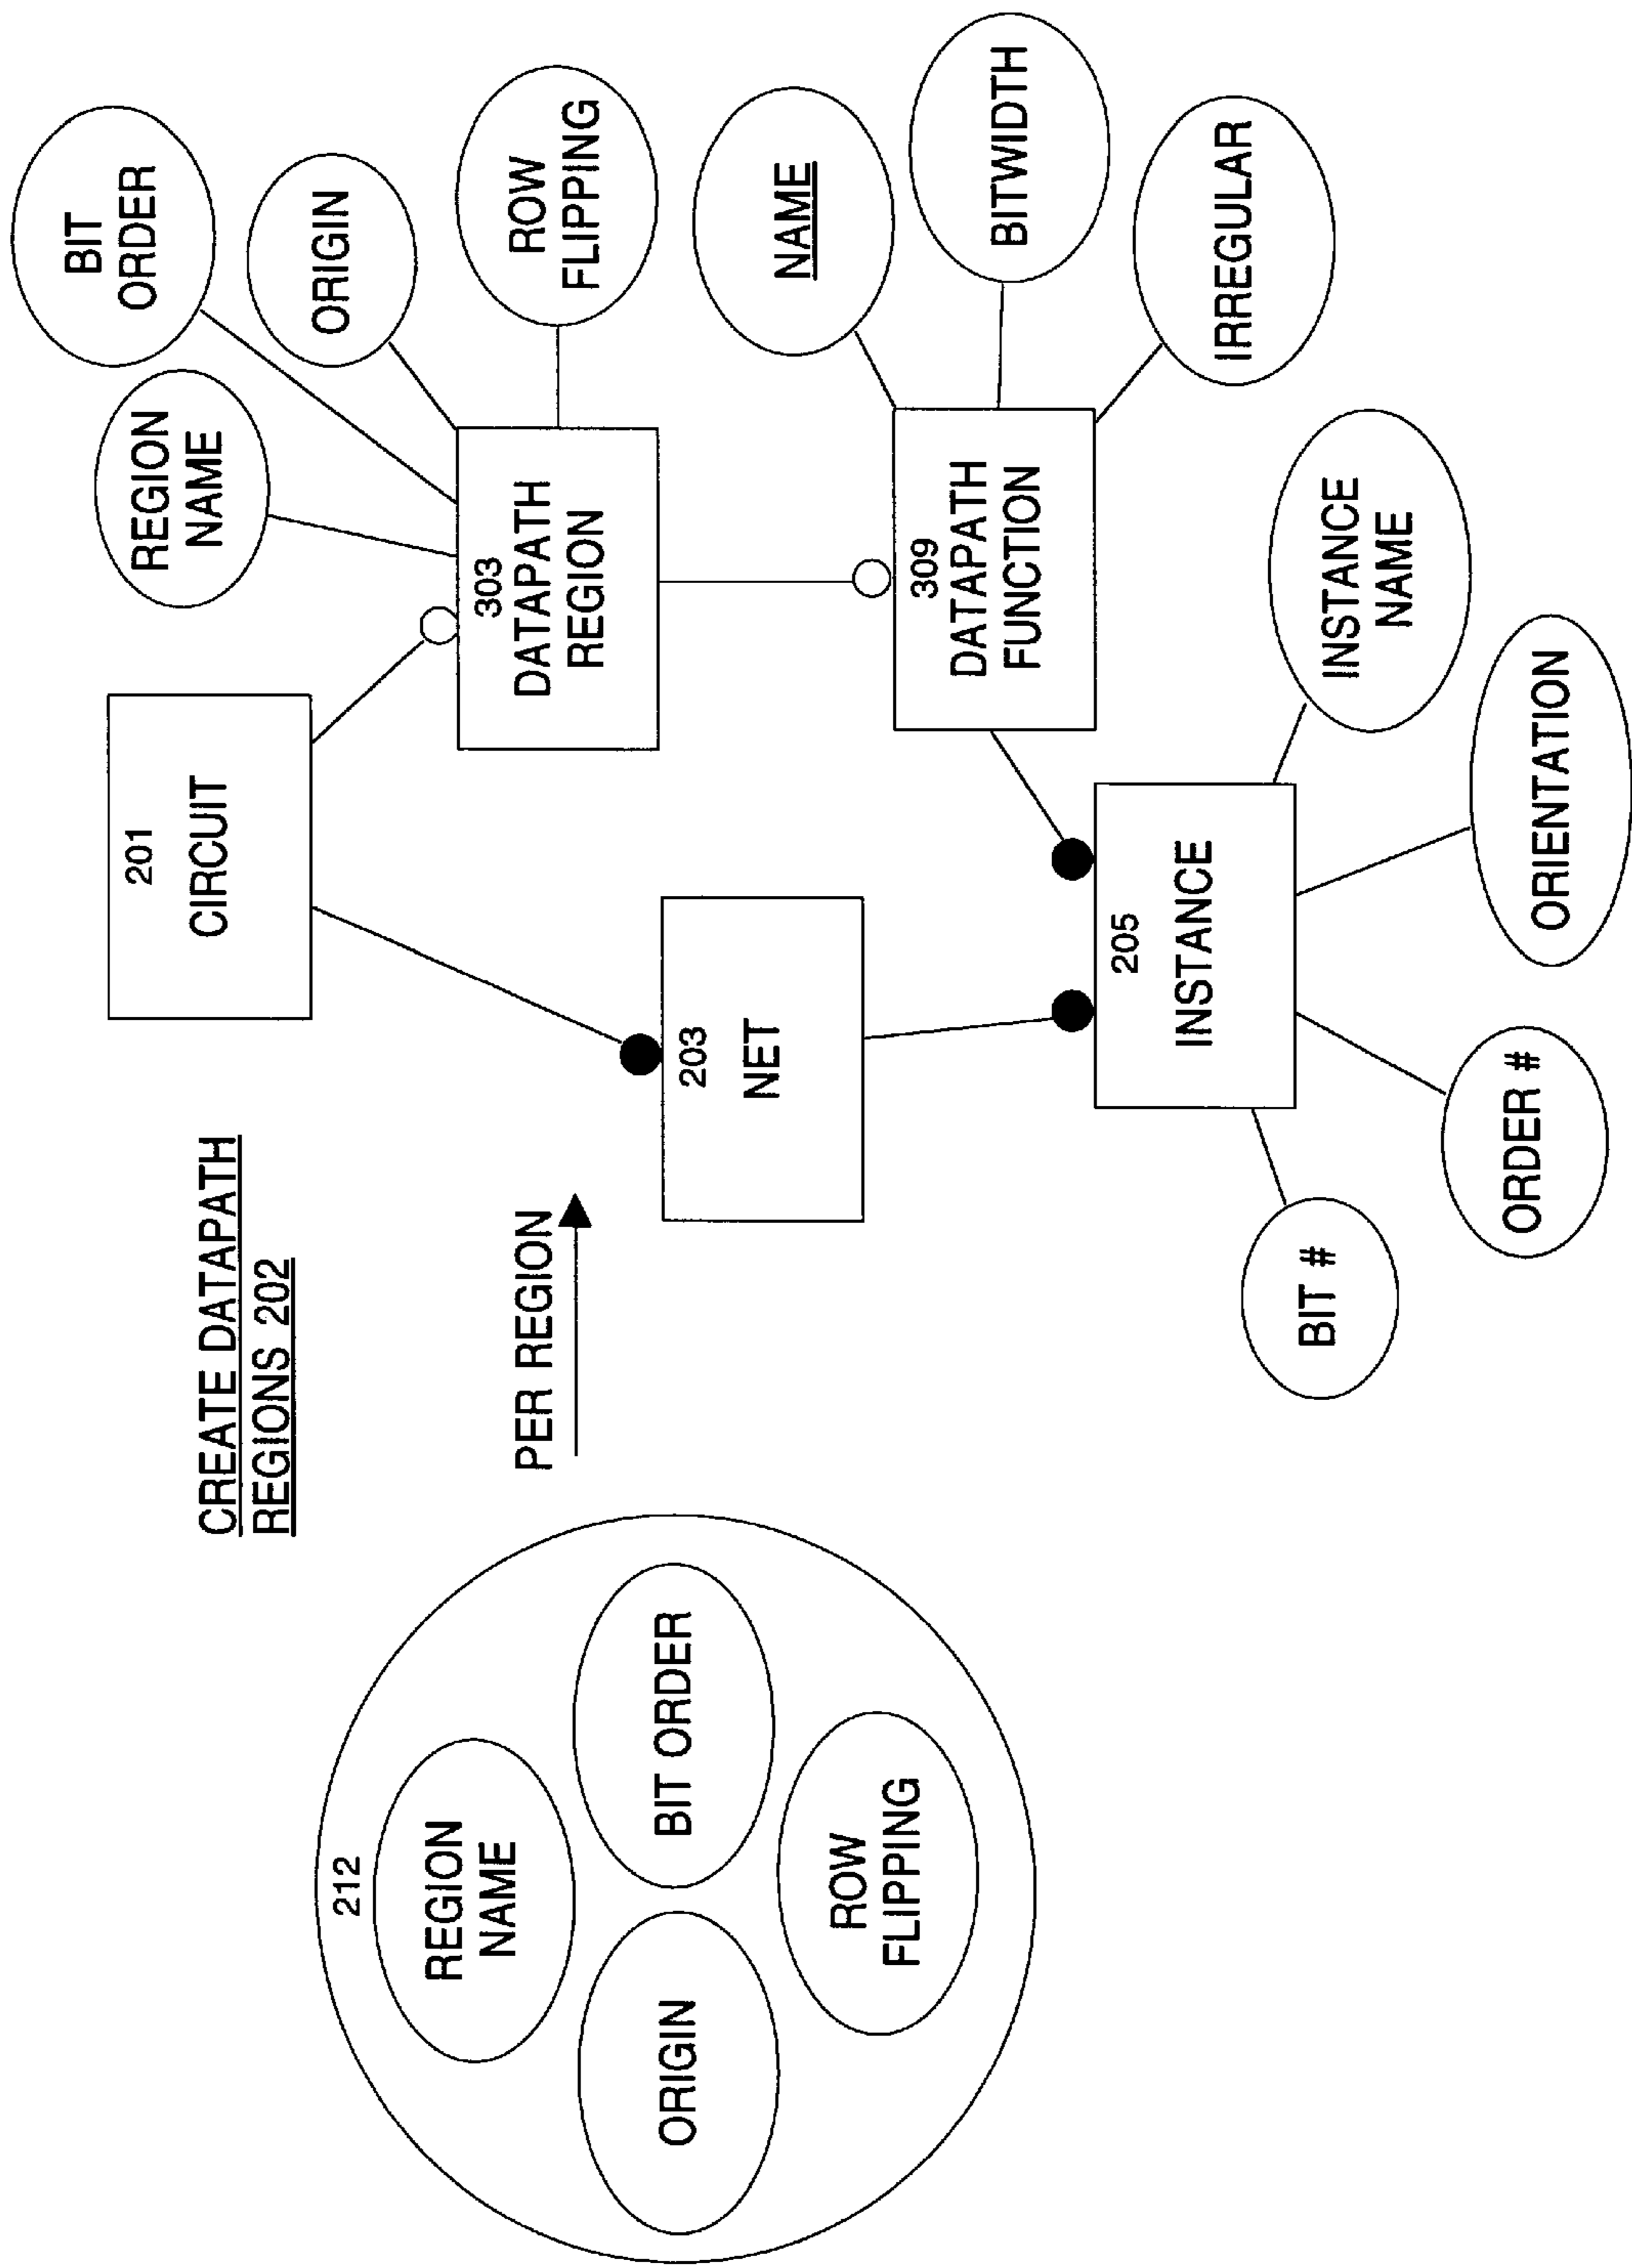 CREATE DATAPATH
REGIONS 202
212
REGION
NAME
ORIGIN
BIT ORDER
ROW
FLIPPING
PER REGION
201
CIRCUIT
203
NET
205
INSTANCE
BIT #
ORDER #
ORIENTATION
INSTANCE
NAME
303
DATAPATH
REGION
REGION
NAME
BIT
ORDER
ORIGIN
ROW
FLIPPING
309
DATAPATH
FUNCTION
NAME
BITWIDTH
IRREGULAR